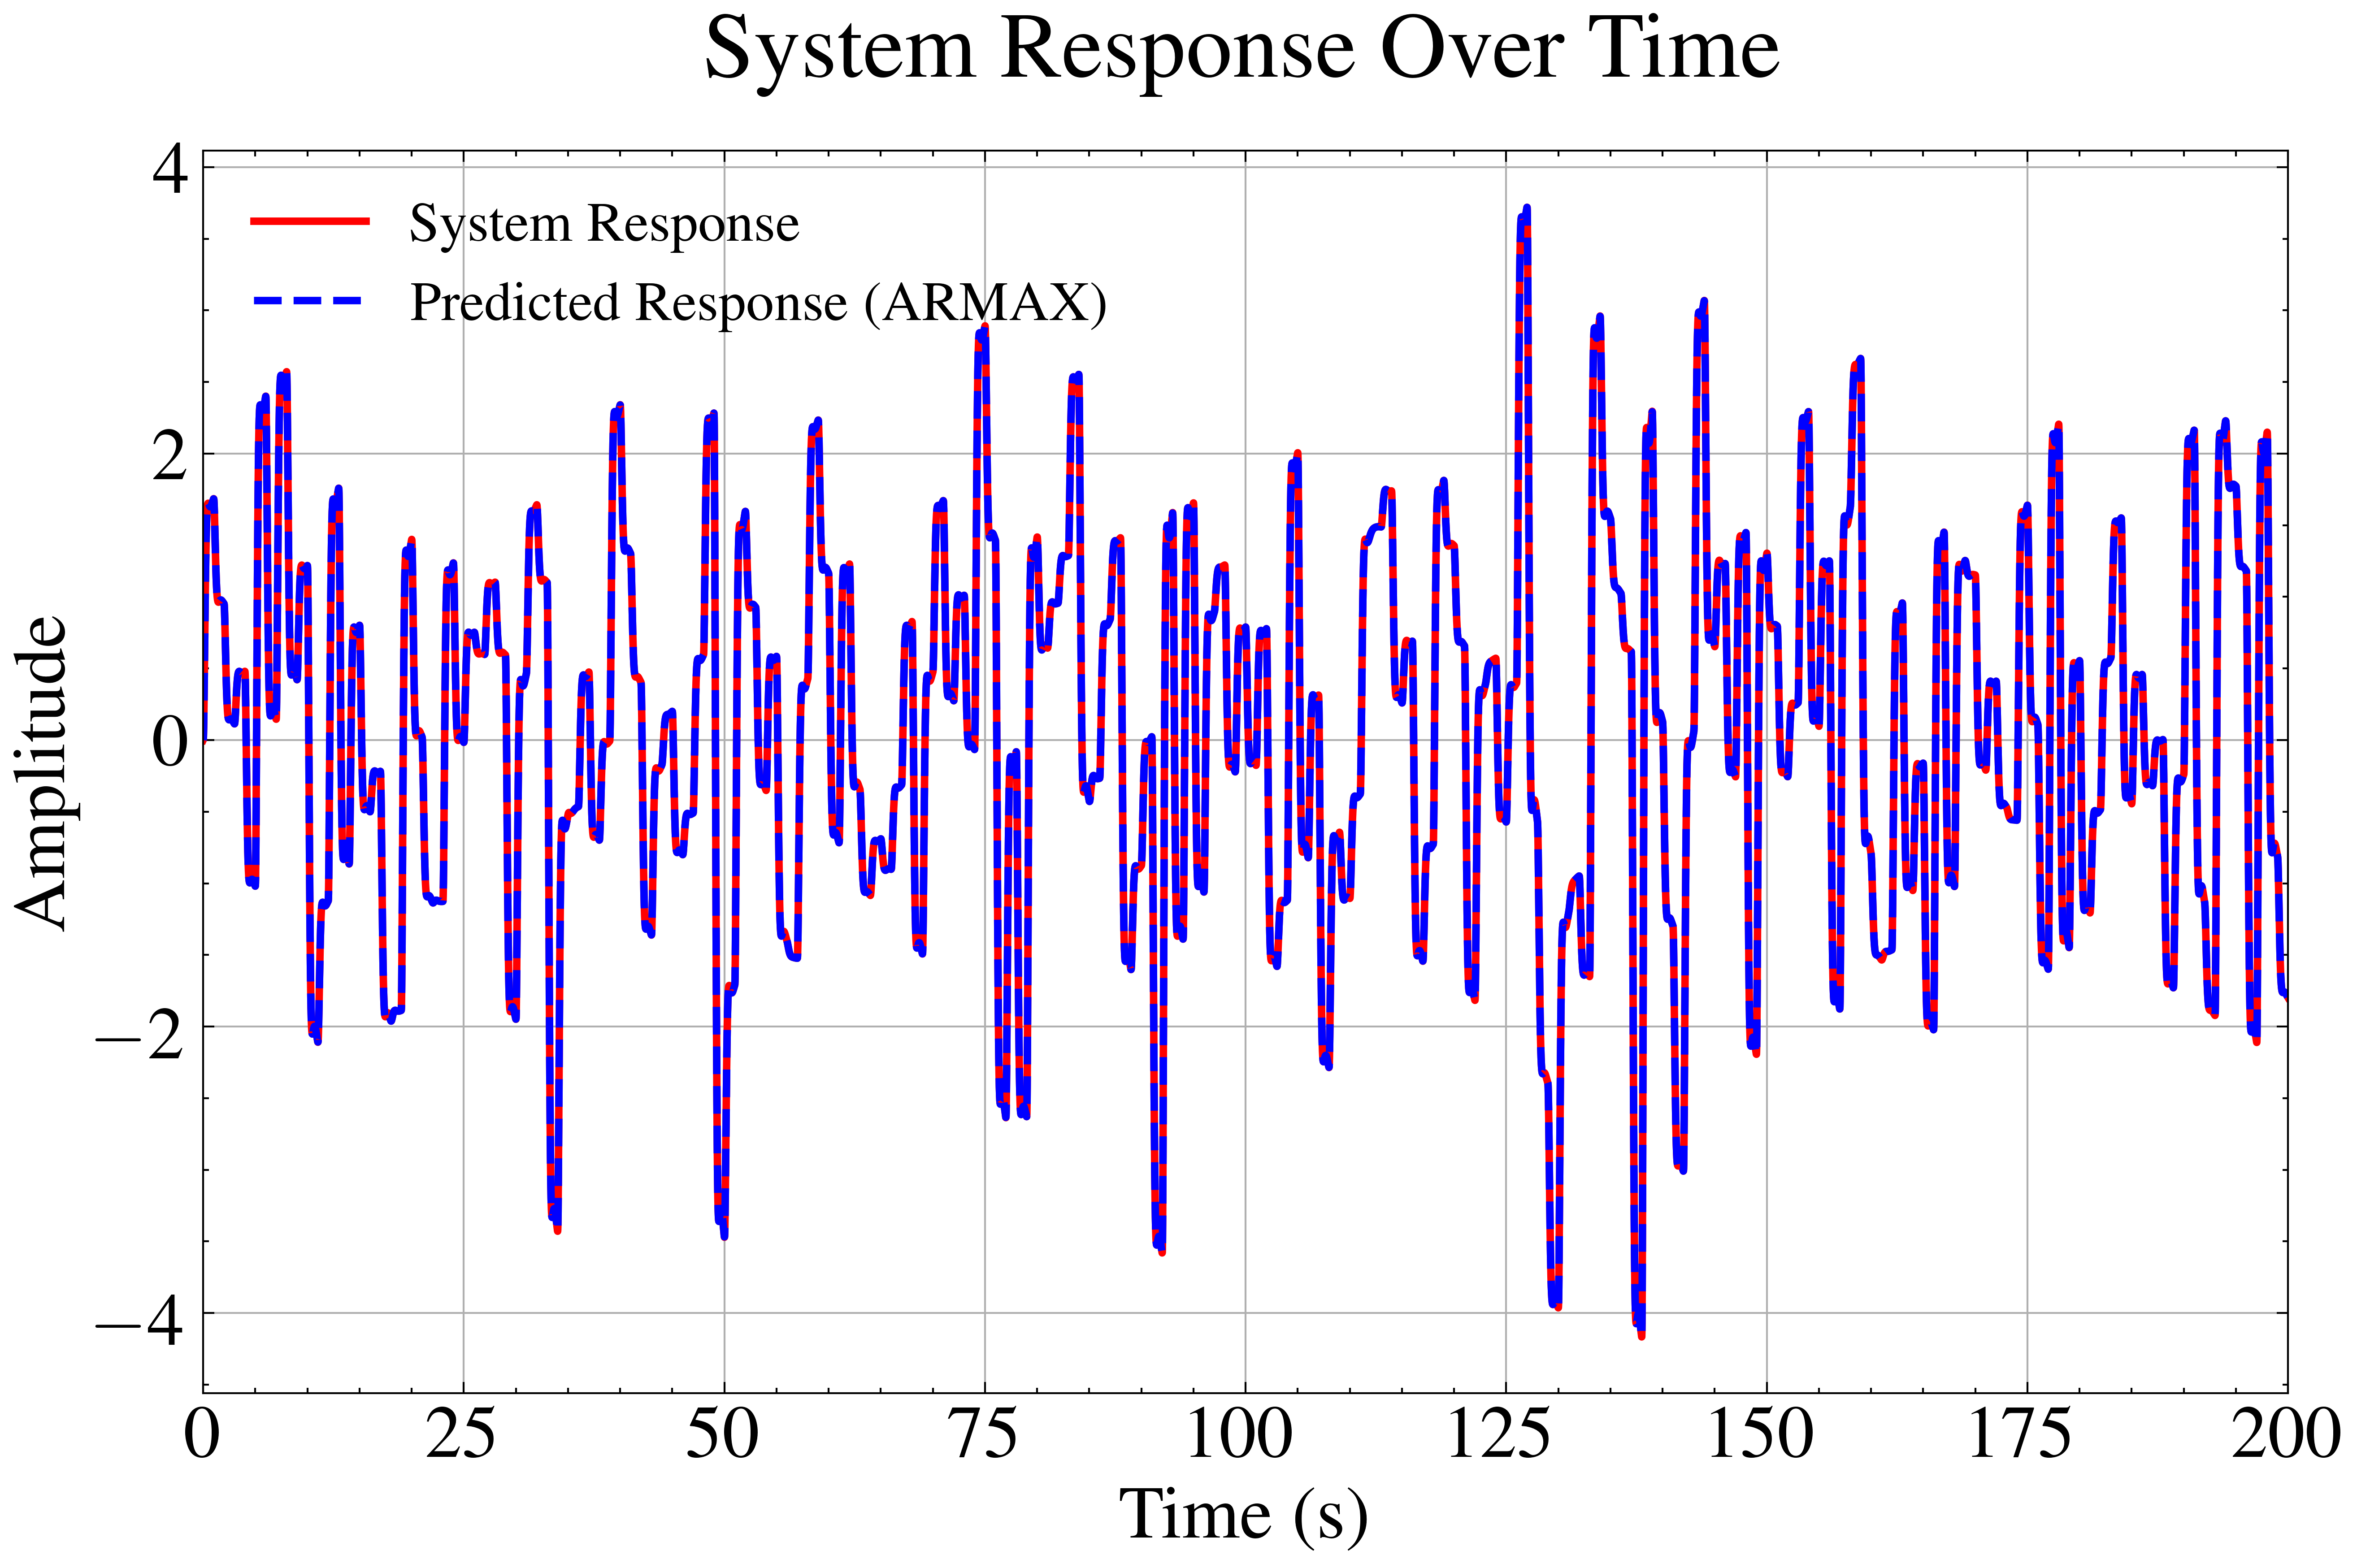 System Response Over Time
4
System Response
Predicted Response (ARMAX)
2
0
−2
−4
Amplitude
0 25 50 75 100 125 150 175 200
Time (s)